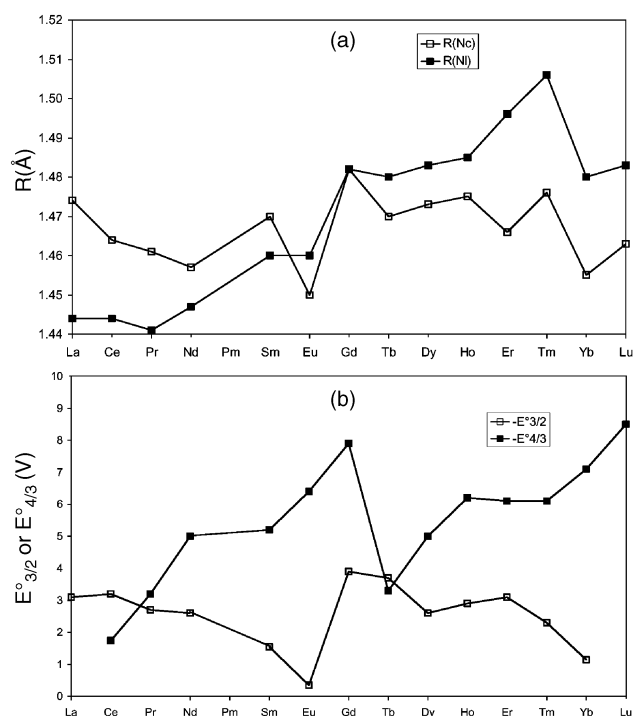 (a)
R(Nc)
R(Nl)
1.52
1.51
1.50
1.49
1.48
1.47
1.46
1.45
1.44
R(Å)
La Ce Pr Nd Pm Sm Eu Gd Tb Dy Ho Er Tm Yb Lu
(b)
-E°3/2
-E°4/3
10
9
8
7
6
5
4
3
2
1
0
E°3/2 or E°4/3 (V)
La Ce Pr Nd Pm Sm Eu Gd Tb Dy Ho Er Tm Yb Lu